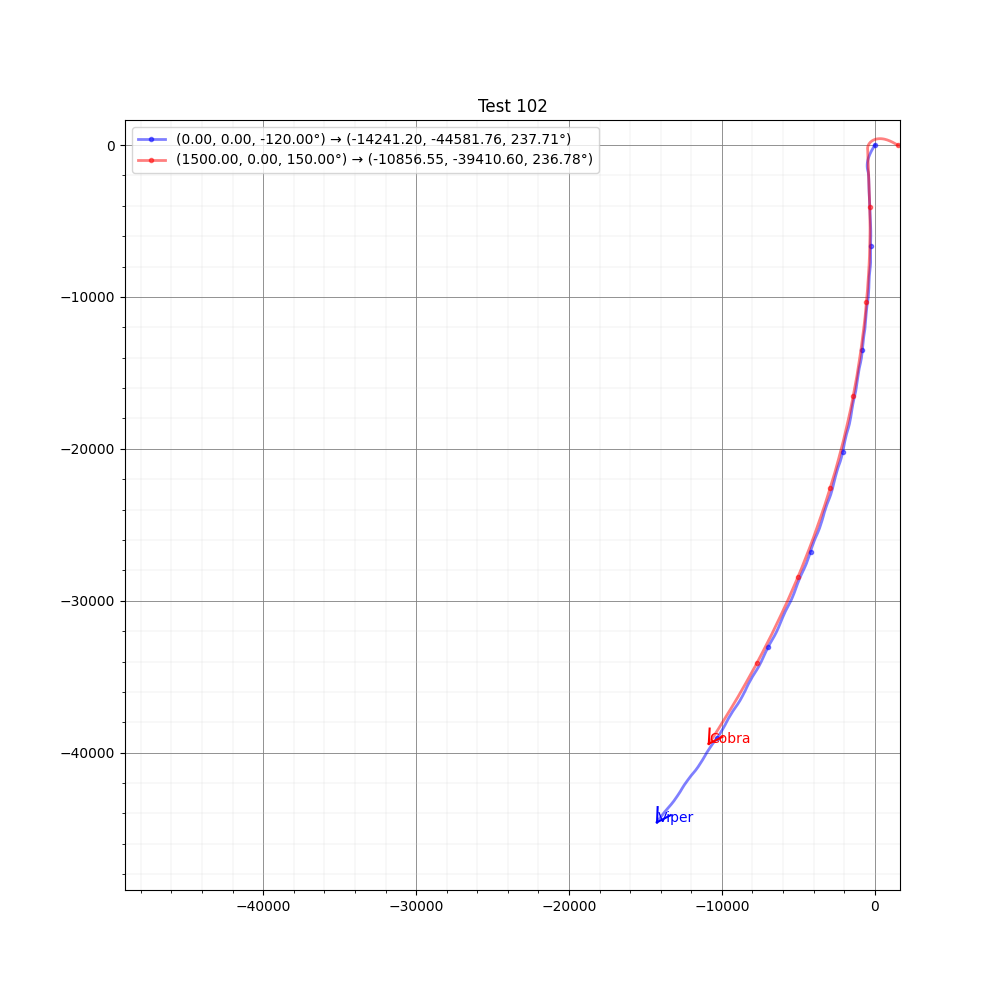 Test 102
(0.00, 0.00, -120.00°) → (-14241.20, -44581.76, 237.71°)
(1500.00, 0.00, 150.00°) → (-10856.55, -39410.60, 236.78°)
0
−10000
−20000
−30000
−40000
Cobra
Viper
−40000
−30000
−20000
−10000
0